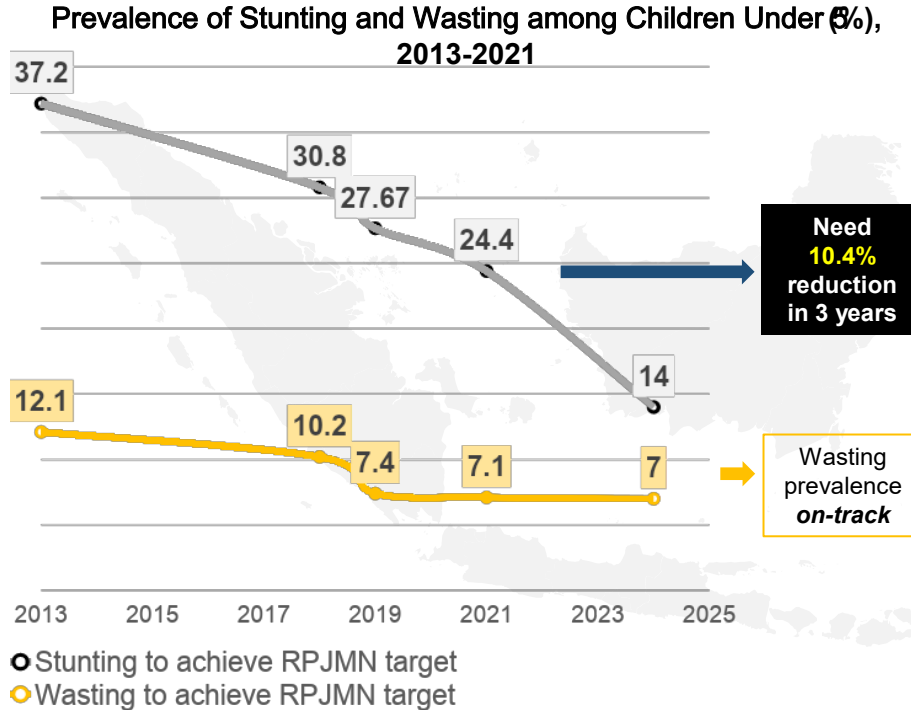 Prevalence of Stunting and Wasting among Children Under 5 (%),
2013-2021
37.2
30.8
27.67
24.4
14
12.1
10.2
7.4
7.1
7
Need
10.4%
reduction
in 3 years
Wasting
prevalence
on-track
2013 2015 2017 2019 2021 2023 2025
Stunting to achieve RPJMN target
Wasting to achieve RPJMN target